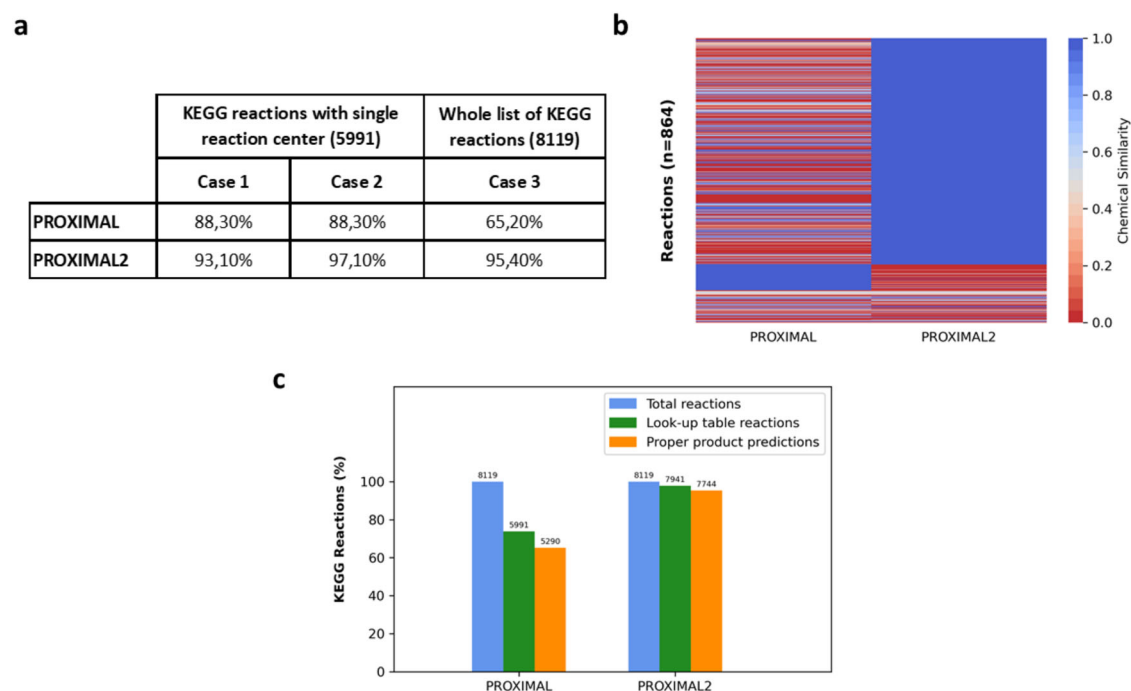 a
KEGG reactions with single
reaction center (5991)
Whole list of KEGG
reactions (8119)
Case 1
Case 2
Case 3
PROXIMAL
88,30%
88,30%
65,20%
PROXIMAL2
93,10%
97,10%
95,40%
b
Reactions (n=864)
PROXIMAL
PROXIMAL2
1.0
0.8
0.6
0.4
0.2
0.0
Chemical Similarity
c
KEGG Reactions (%)
100
80
60
40
20
0
Total reactions
Look-up table reactions
Proper product predictions
8119
5991
5290
8119
7941
7744
PROXIMAL
PROXIMAL2